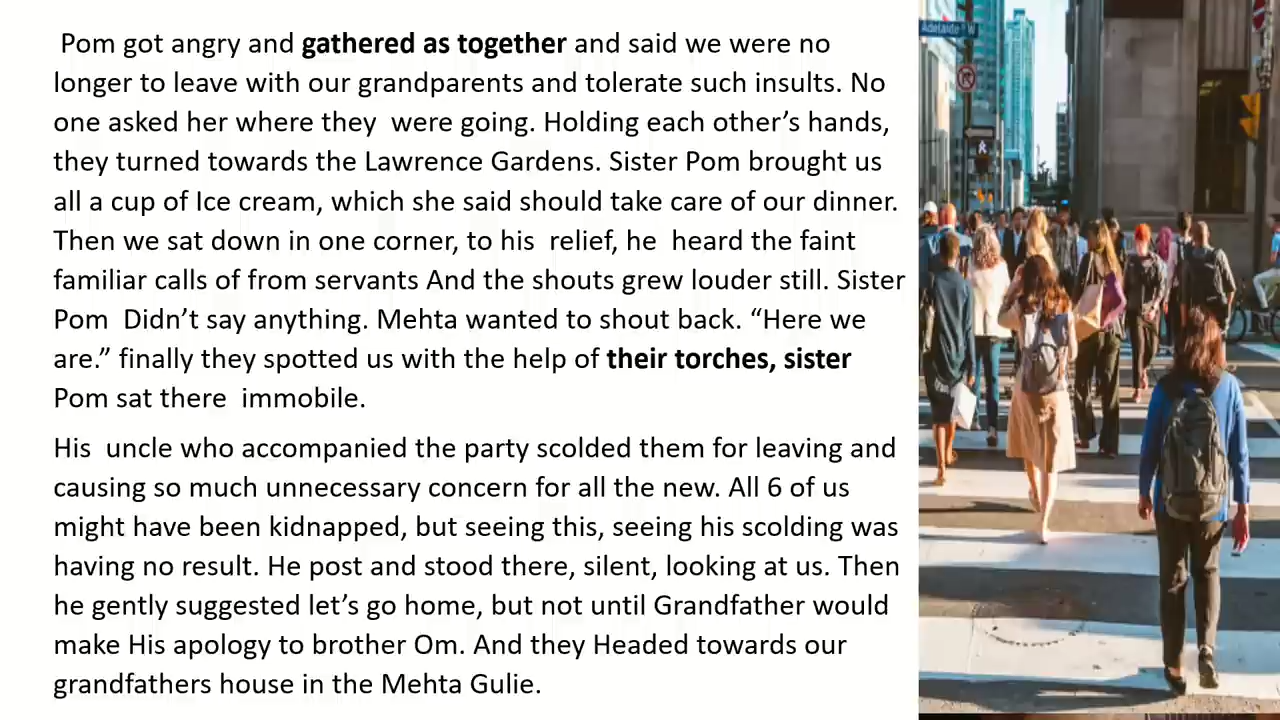 Pom got angry and gathered as together and said we were no
longer to leave with our grandparents and tolerate such insults. No
one asked her where they were going. Holding each other’s hands,
they turned towards the Lawrence Gardens. Sister Pom brought us
all a cup of Ice cream, which she said should take care of our dinner.
Then we sat down in one corner, to his relief, he heard the faint
familiar calls of from servants And the shouts grew louder still. Sister
Pom Didn’t say anything. Mehta wanted to shout back. “Here we
are.” finally they spotted us with the help of their torches, sister
Pom sat there immobile.
His uncle who accompanied the party scolded them for leaving and
causing so much unnecessary concern for all the new. All 6 of us
might have been kidnapped, but seeing this, seeing his scolding was
having no result. He post and stood there, silent, looking at us. Then
he gently suggested let’s go home, but not until Grandfather would
make His apology to brother Om. And they Headed towards our
grandfathers house in the Mehta Gulie.
Adelaide St W